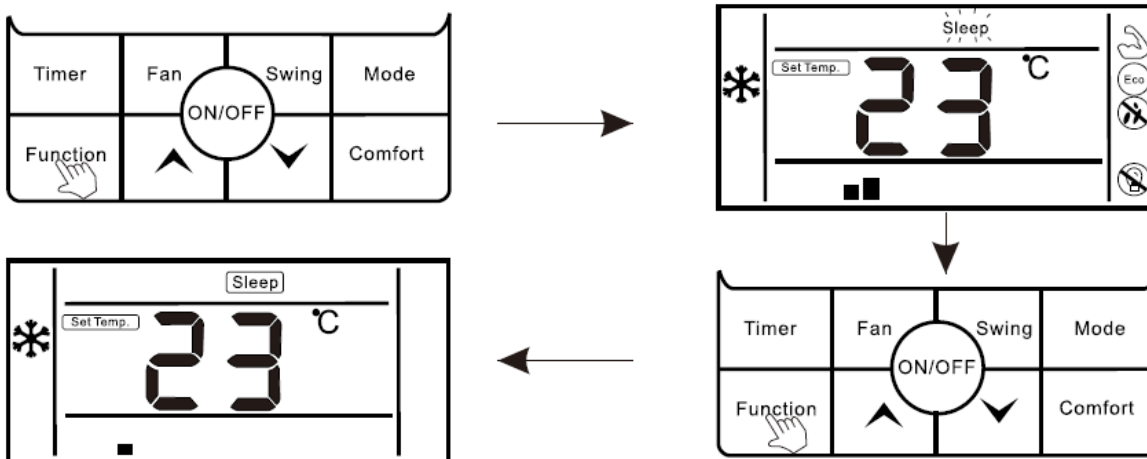 Timer Fan Swing Mode
ON/OFF
Function Comfort
Sleep
Set Temp. 23 °C
Eco
Sleep
Set Temp. 23 °C
Timer Fan Swing Mode
ON/OFF
Function Comfort